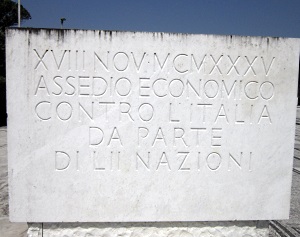 XVIII NOV·MCMXXXV
ASSEDIO ECONOMICO
CONTRO L'ITALIA
DA PARTE
DI LII NAZIONI